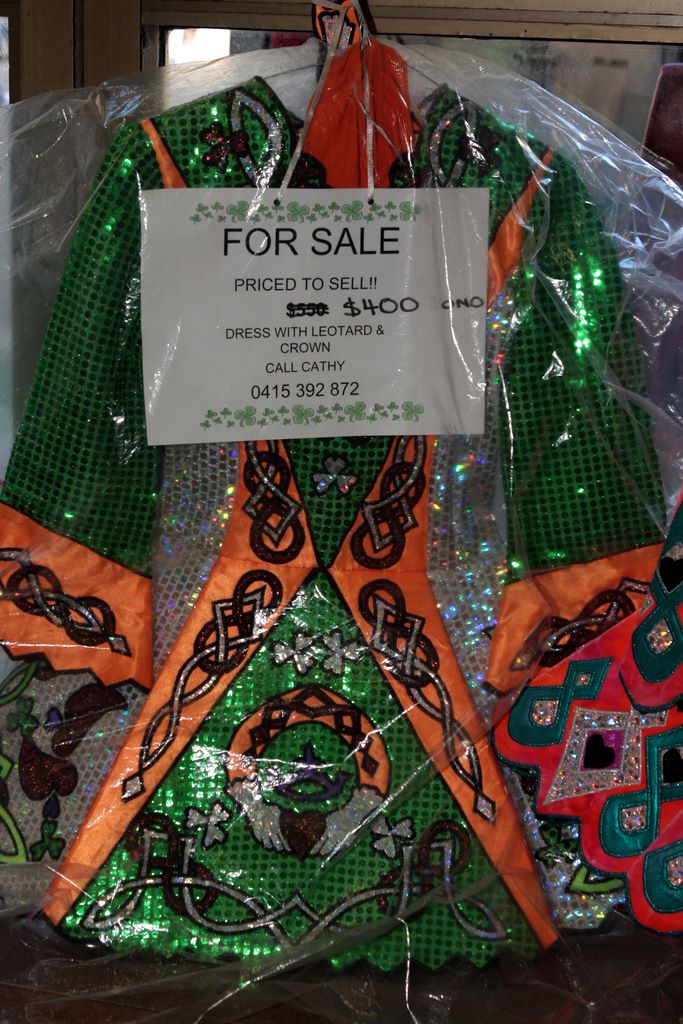 FOR SALE
PRICED TO SELL!!
$550 $400 ONO
DRESS WITH LEOTARD &
CROWN
CALL CATHY
0415 392 872